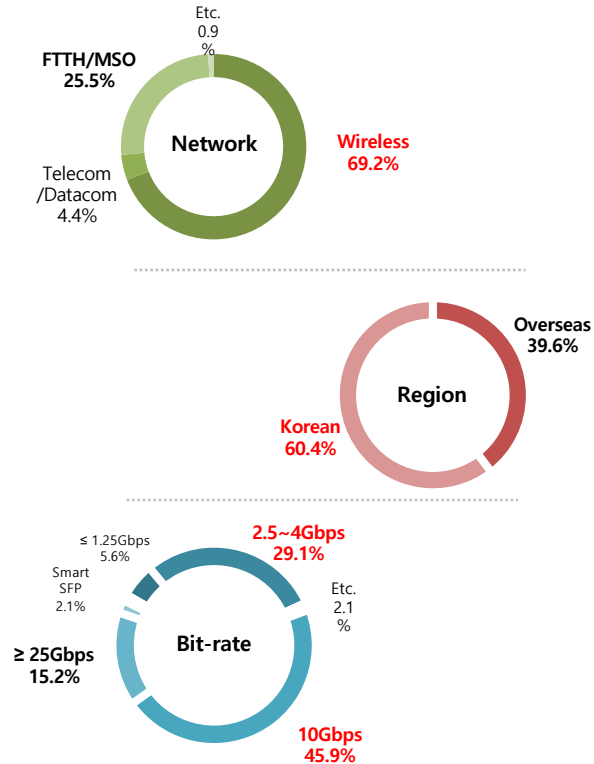 Etc.
0.9
%
FTTH/MSO
25.5%
Network
Wireless
69.2%
Telecom
/Datacom
4.4%
Overseas
39.6%
Region
Korean
60.4%
2.5~4Gbps
29.1%
≤ 1.25Gbps
5.6%
Smart
SFP
2.1%
Etc.
2.1
%
Bit-rate
≥ 25Gbps
15.2%
10Gbps
45.9%